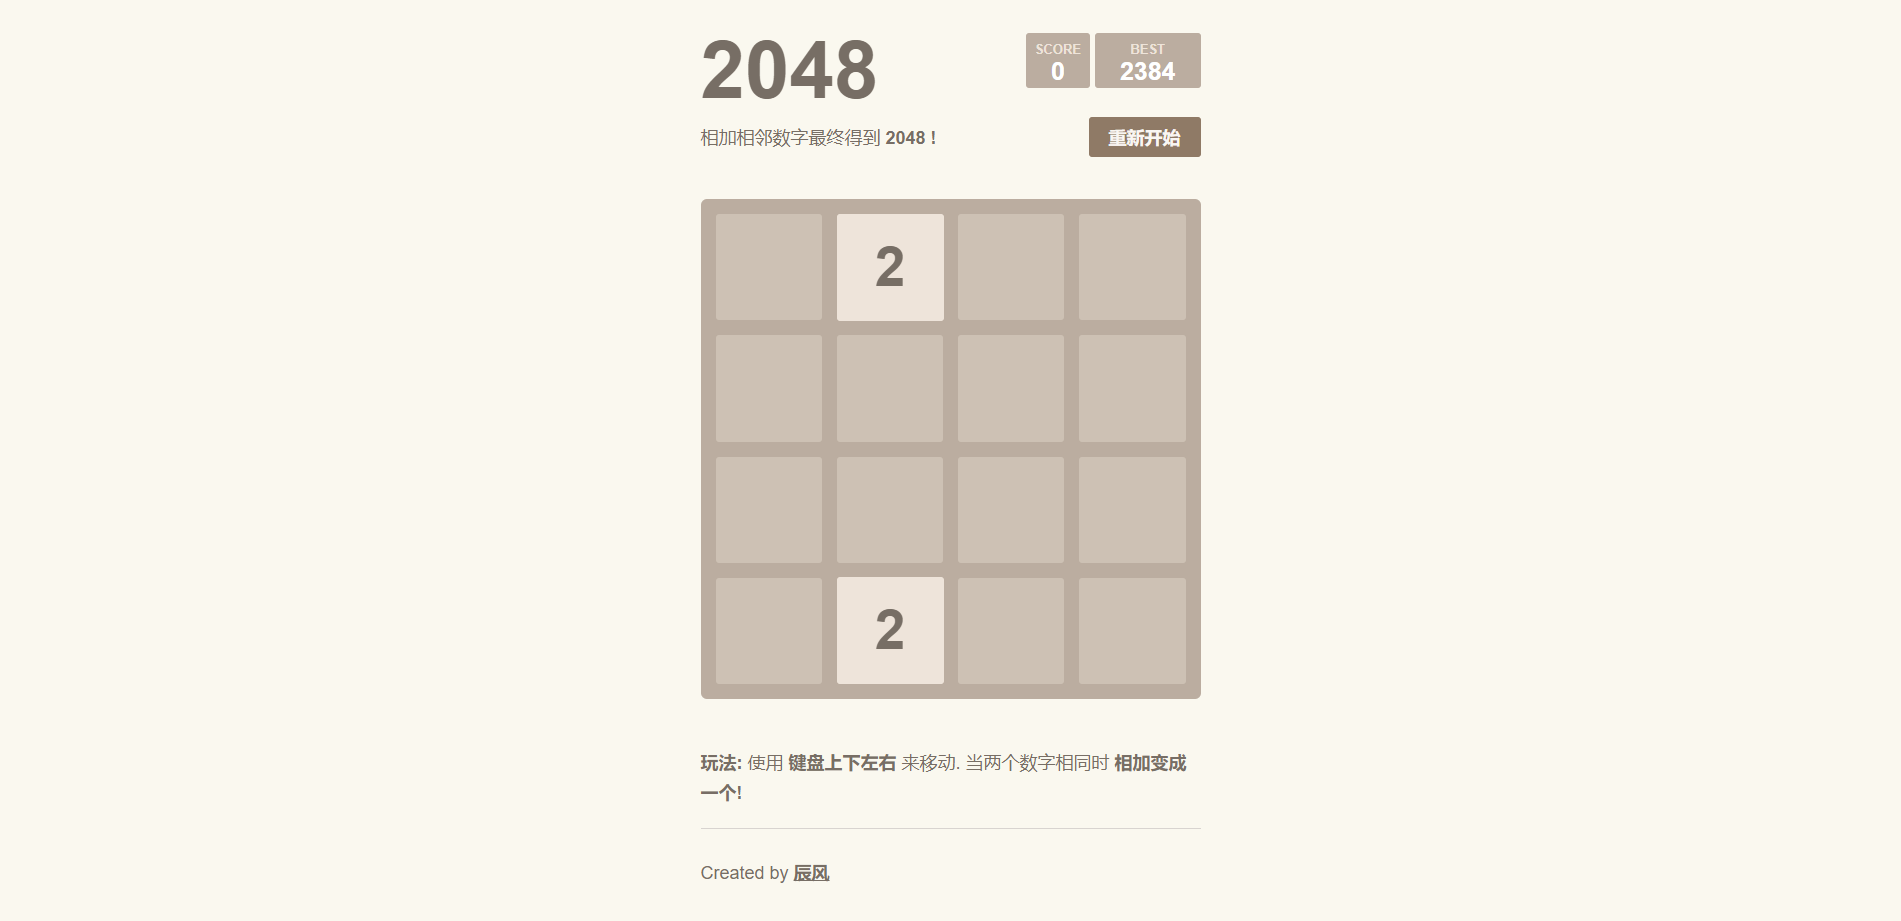 2048
SCORE
0
BEST
2384
相加相邻数字最终得到 2048 !
重新开始
2
2
玩法: 使用 键盘上下左右 来移动. 当两个数字相同时 相加变成
一个!
Created by 辰风